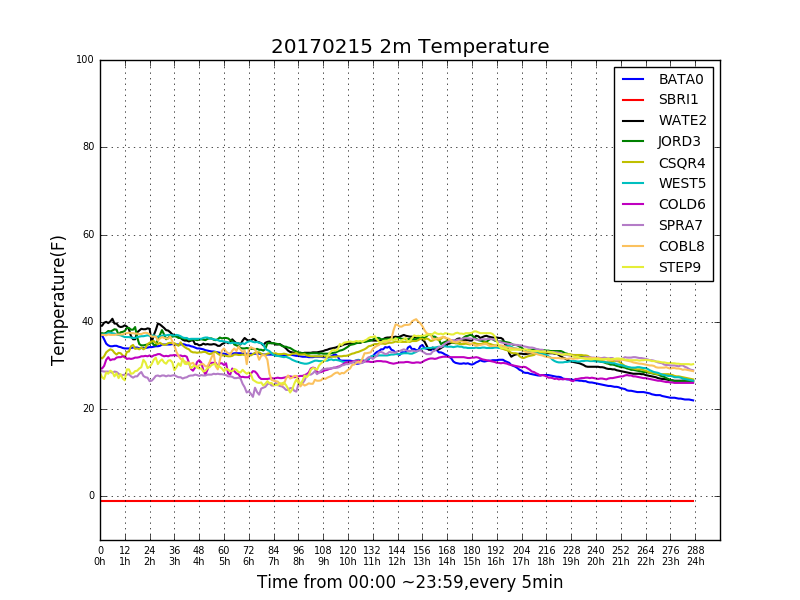 20170215 2m Temperature
100
80
60
40
20
0
Temperature(F)
BATA0
SBRI1
WATE2
JORD3
CSQR4
WEST5
COLD6
SPRA7
COBL8
STEP9
0 12 24 36 48 60 72 84 96 108 120 132 144 156 168 180 192 204 216 228 240 252 264 276 288
0h 1h 2h 3h 4h 5h 6h 7h 8h 9h 10h 11h 12h 13h 14h 15h 16h 17h 18h 19h 20h 21h 22h 23h 24h
Time from 00:00 ~23:59,every 5min